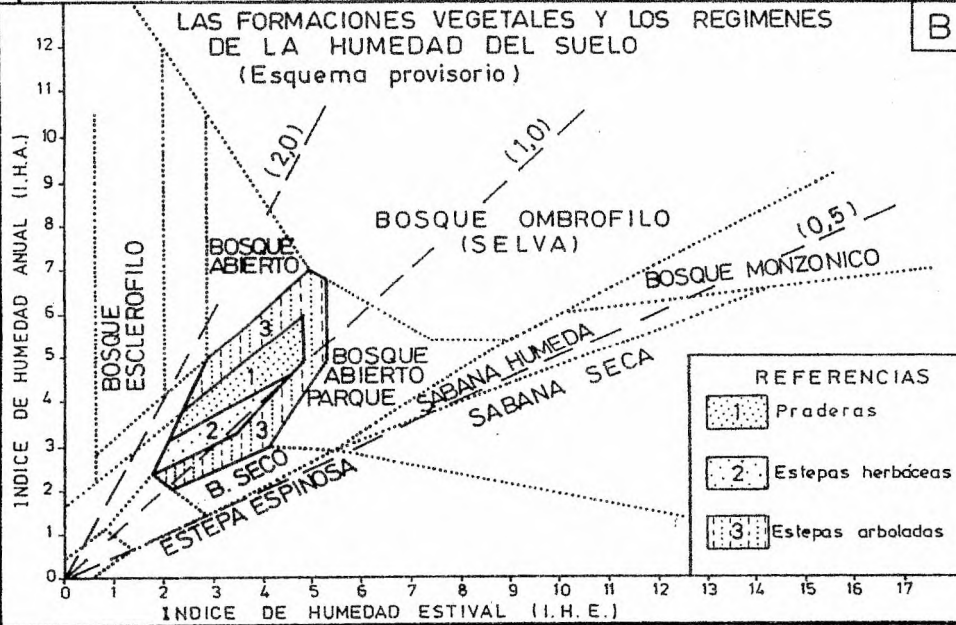 LAS FORMACIONES VEGETALES Y LOS REGIMENES
DE LA HUMEDAD DEL SUELO
(Esquema provisorio)
B
INDICE DE HUMEDAD ANUAL (I.H.A.)
12
11
10
9
8
7
6
5
4
3
2
1
0
(2,0)
(1,0)
(0,5)
BOSQUE OMBROFILO
(SELVA)
BOSQUE
ABIERTO
BOSQUE
ESCLEROFILO
BOSQUE MONZONICO
3
1
2
3
BOSQUE
ABIERTO
PARQUE
SABANA HUMEDA
SABANA SECA
B. SECO
ESTEPA ESPINOSA
REFERENCIAS
1 Praderas
2 Estepas herbáceas
3 Estepas arboladas
0 1 2 3 4 5 6 7 8 9 10 11 12 13 14 15 16 17
INDICE DE HUMEDAD ESTIVAL (I.H.E.)